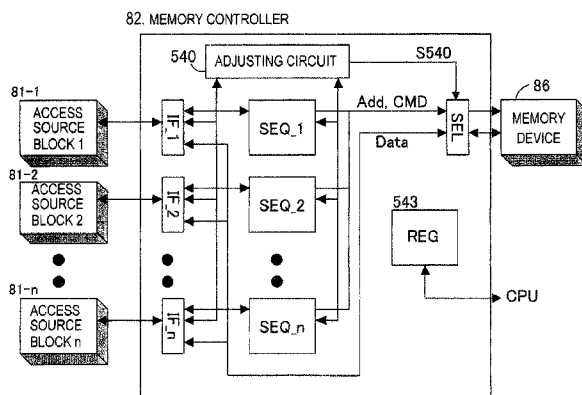 82. MEMORY CONTROLLER
540
ADJUSTING CIRCUIT
S540
81-1
ACCESS
SOURCE
BLOCK 1
IF_1
SEQ_1
Add, CMD
Data
SEL
86
MEMORY
DEVICE
81-2
ACCESS
SOURCE
BLOCK 2
IF_2
SEQ_2
543
REG
CPU
81-n
ACCESS
SOURCE
BLOCK n
IF_n
SEQ_n